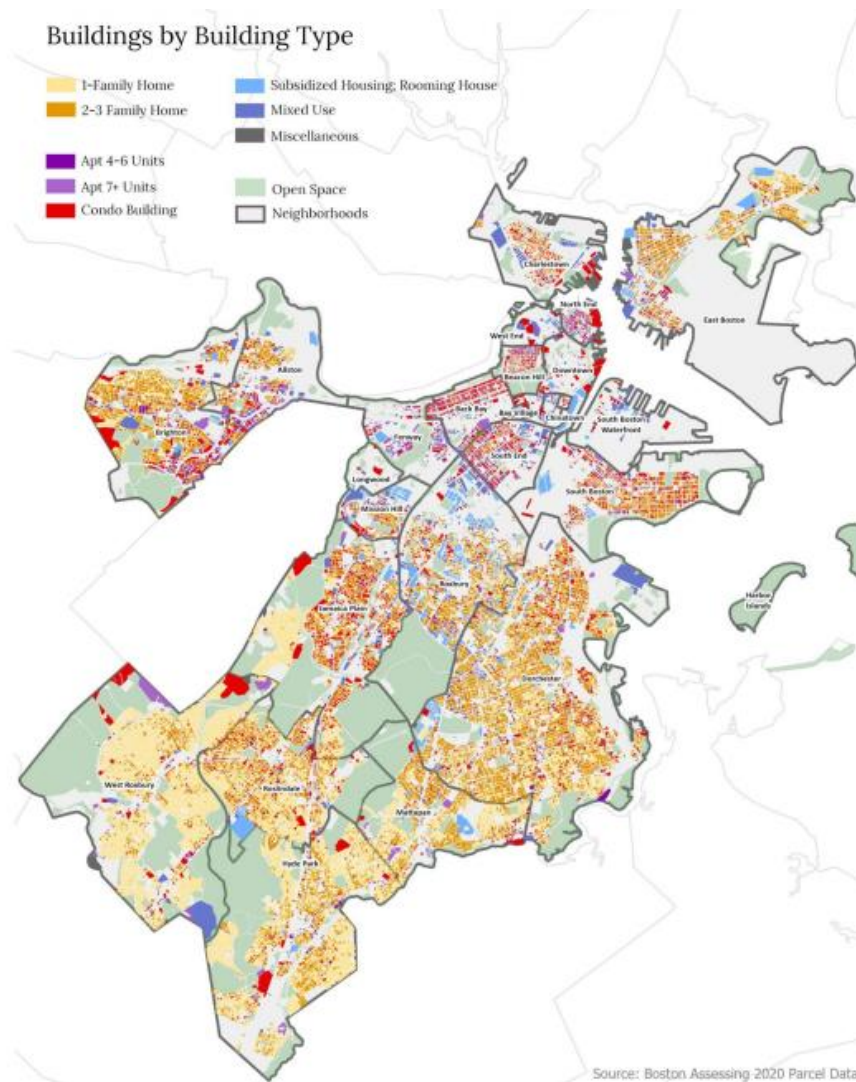 Buildings by Building Type
1-Family Home
2-3 Family Home
Apt 4-6 Units
Apt 7+ Units
Condo Building
Subsidized Housing; Rooming House
Mixed Use
Miscellaneous
Open Space
Neighborhoods
Charlestown
North End
East Boston
West End
Allston
Beacon Hill
Downtown
Back Bay
Bay Village
Chinatown
South Boston
Waterfront
Brighton
Fenway
South End
Longwood
South Boston
Mission Hill
Roxbury
Jamaica Plain
Harbor
Islands
Dorchester
West Roxbury
Roslindale
Mattapan
Hyde Park
Source: Boston Assessing 2020 Parcel Data